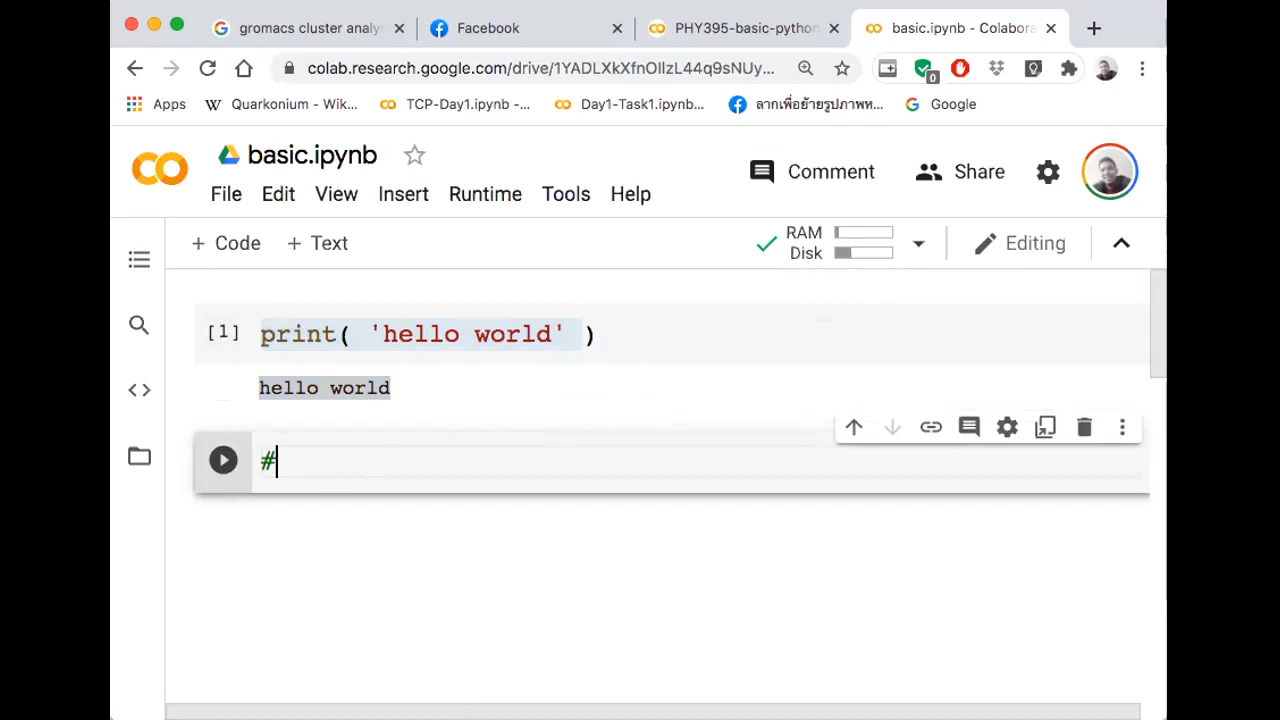 gromacs cluster analy
Facebook
PHY395-basic-python
basic.ipynb - Colabora
colab.research.google.com/drive/1YADLXkXfnOIlzL44q9sNUy...
0
Apps
Quarkonium - Wik...
TCP-Day1.ipynb -...
Day1-Task1.ipynb...
ลากเพื่อย้ายรูปภาพห...
Google
basic.ipynb
Comment
Share
File Edit View Insert Runtime Tools Help
+ Code + Text
RAM
Disk
Editing
[1] print( 'hello world' )
hello world
#